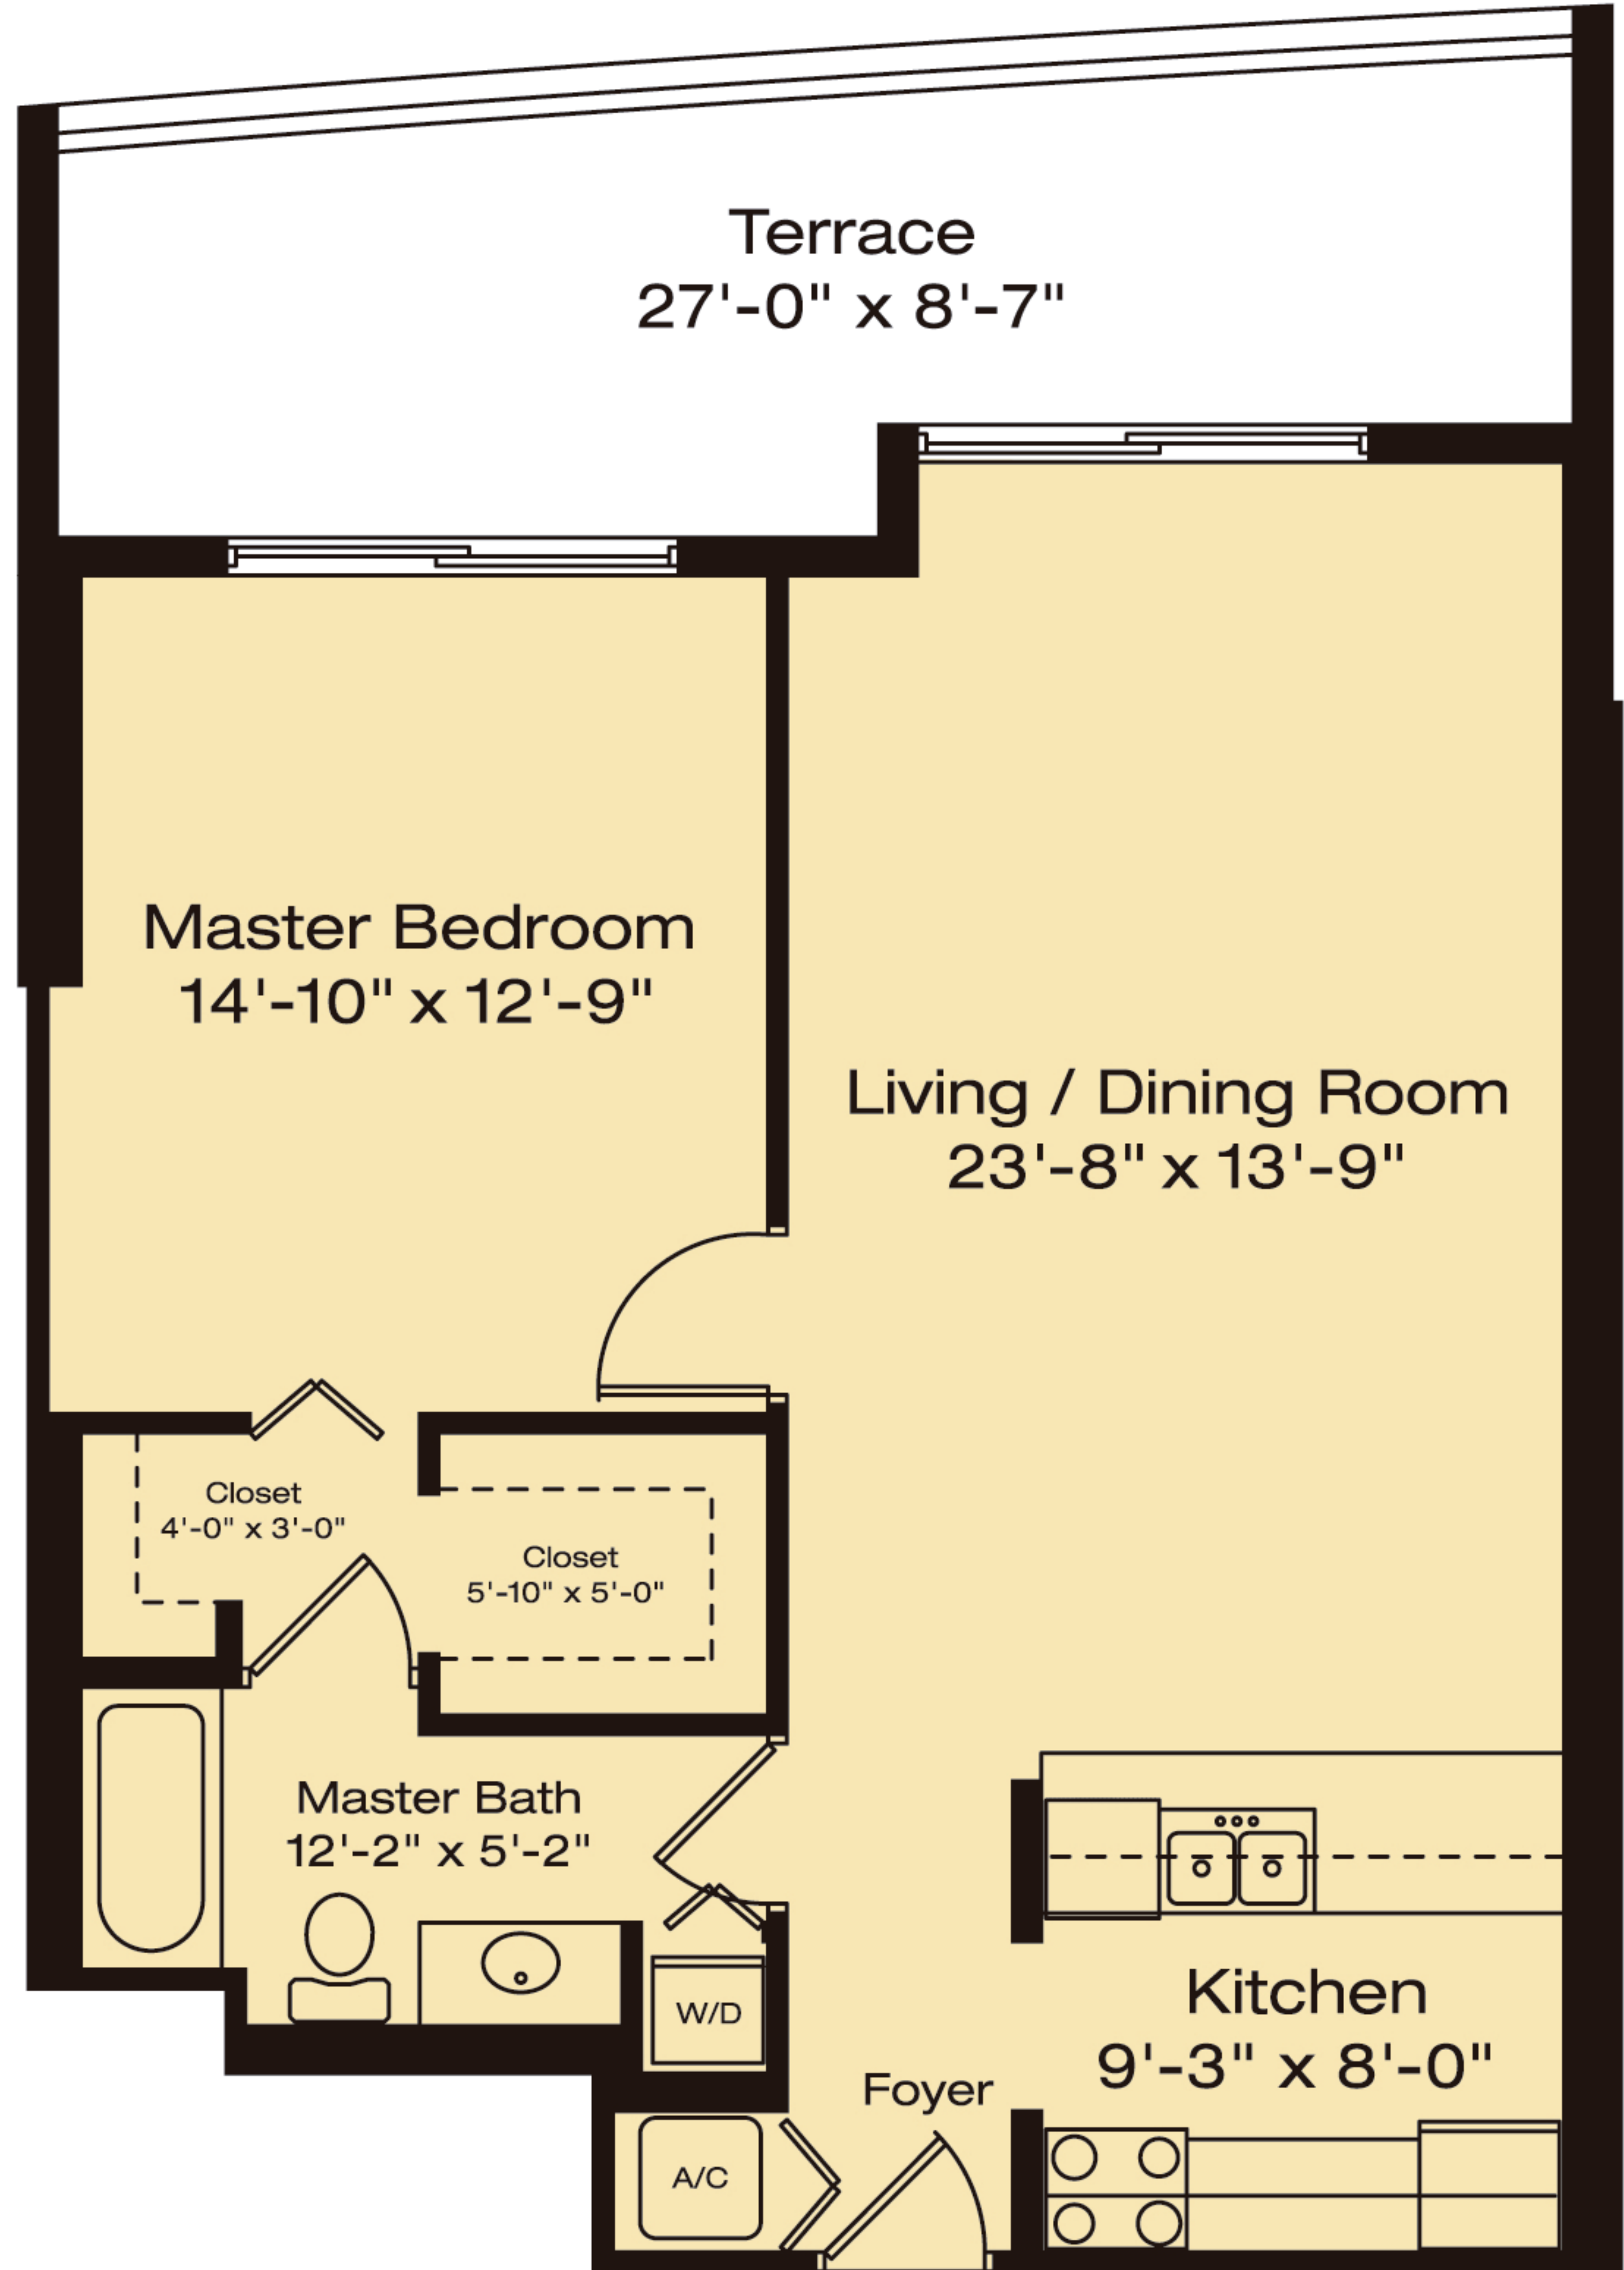 Terrace
27'-0" x 8'-7"
Master Bedroom
14'-10" x 12'-9"
Living / Dining Room
23'-8" x 13'-9"
Closet
4'-0" x 3'-0"
Closet
5'-10" x 5'-0"
Master Bath
12'-2" x 5'-2"
W/D
Kitchen
9'-3" x 8'-0"
Foyer
A/C